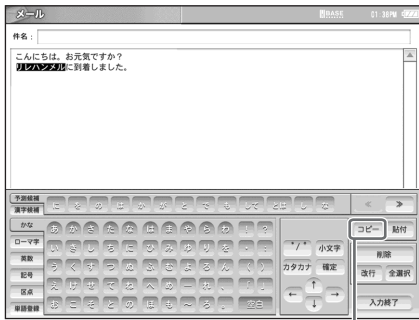 メール BASE 01:36PM
件名：
こんにちは。お元気ですか？
リレハンメルに到着しました。
予測候補
漢字候補
に を の は が と で も して とは し な « »
かな
ローマ字
英数
記号
区点
単語登録
あ か さ た な は ま や ら わ ! ?
い き し ち に ひ み ゆ り を
う く す つ ぬ ふ む よ る ん ( )
え け せ て ね へ め ー れ 、 「 」
お こ そ と の ほ も ～ ろ 。 空白
゛/゜ 小文字
カタカナ 確定
↑
← →
↓
コピー 貼付
削除
改行 全選択
入力終了